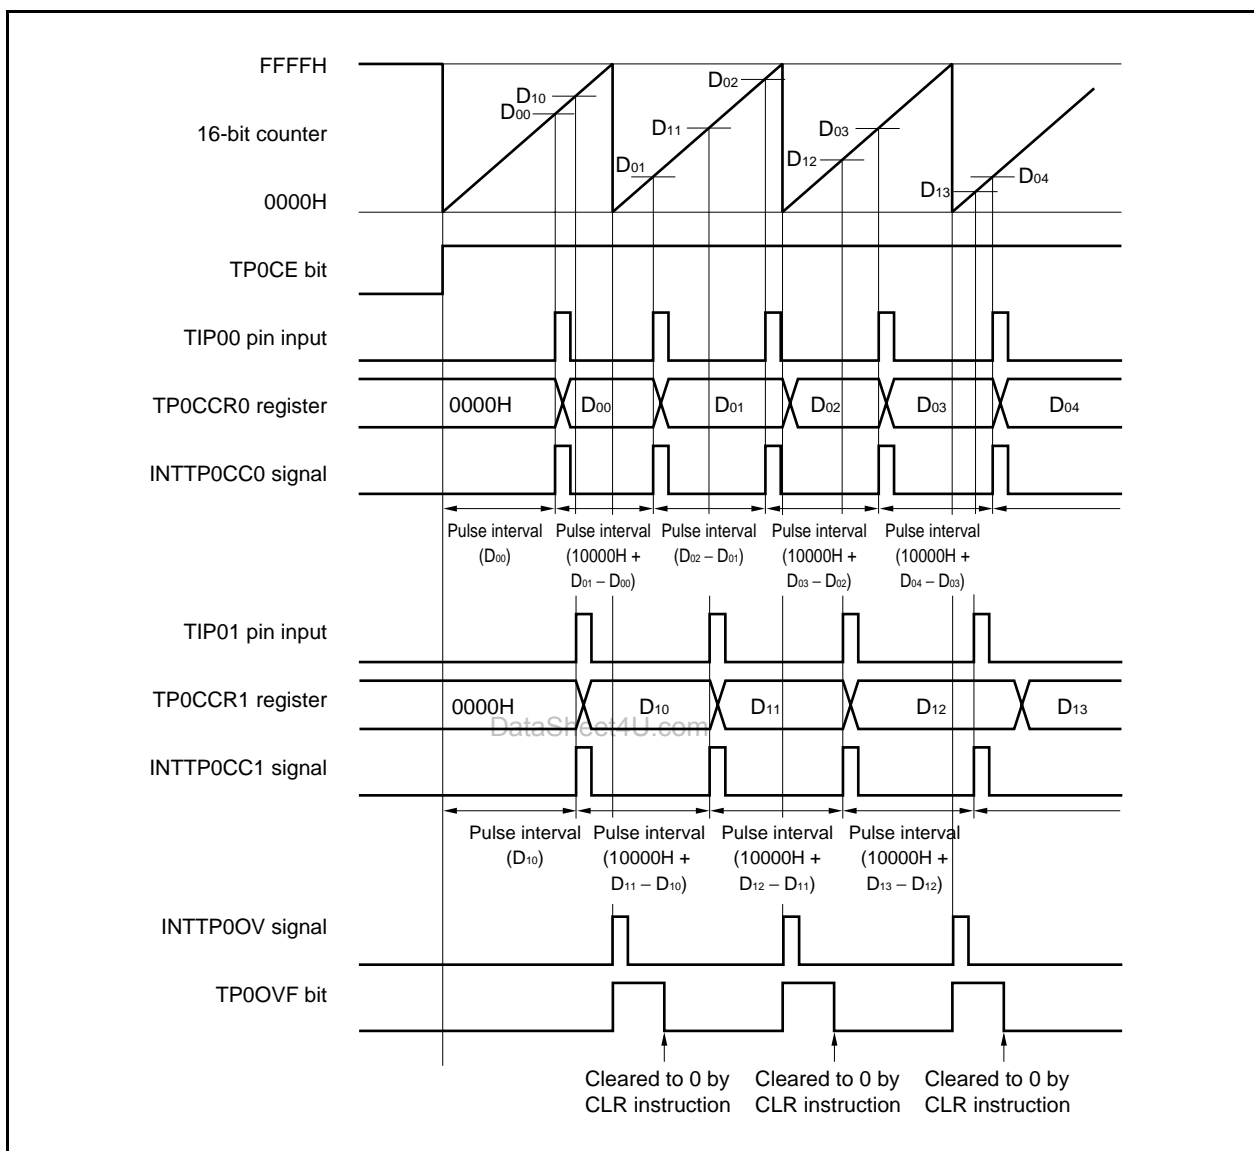 FFFFH
16-bit counter
0000H
D10
D00
D01
D11
D02
D12
D03
D13
D04
TP0CE bit
TIP00 pin input
TP0CCR0 register
0000H
D00
D01
D02
D03
D04
INTTP0CC0 signal
Pulse interval
(D00)
Pulse interval
(10000H +
D01 – D00)
Pulse interval
(D02 – D01)
Pulse interval
(10000H +
D03 – D02)
Pulse interval
(10000H +
D04 – D03)
TIP01 pin input
TP0CCR1 register
0000H
D10
D11
D12
D13
DataSheet4U.com
INTTP0CC1 signal
Pulse interval
(D10)
Pulse interval
(10000H +
D11 – D10)
Pulse interval
(10000H +
D12 – D11)
Pulse interval
(10000H +
D13 – D12)
INTTP0OV signal
TP0OVF bit
Cleared to 0 by
CLR instruction
Cleared to 0 by
CLR instruction
Cleared to 0 by
CLR instruction